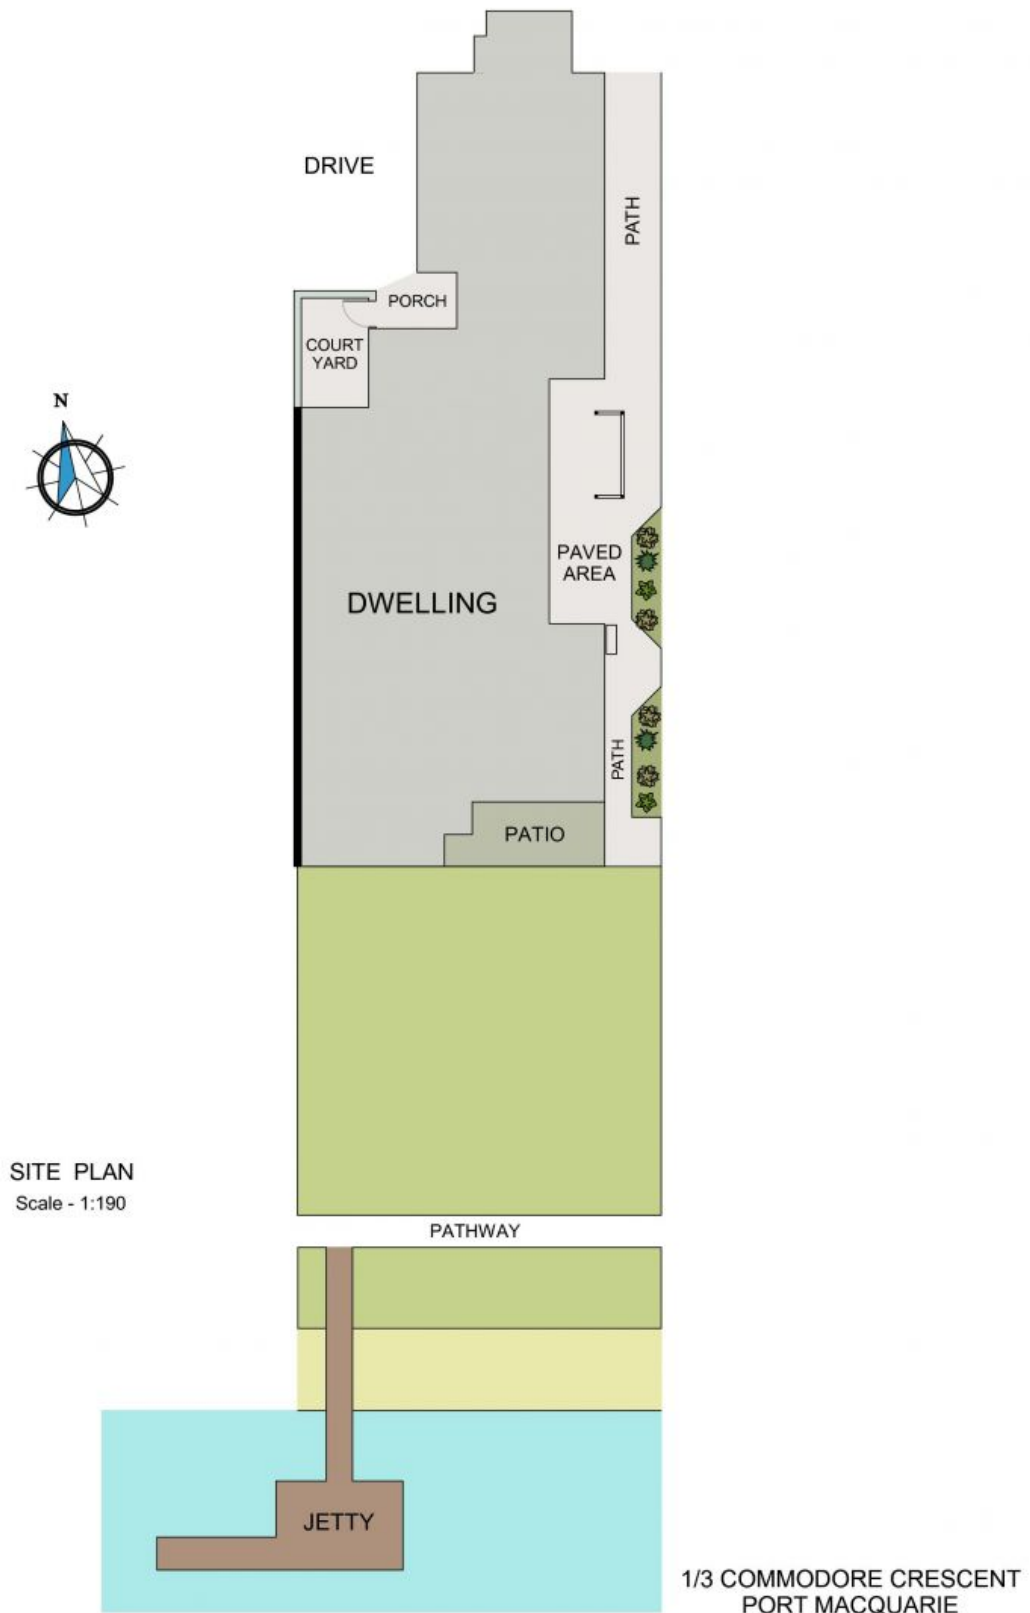 DRIVE
PATH
PORCH
COURT
YARD
N
PAVED
AREA
DWELLING
PATH
PATIO
SITE PLAN
Scale - 1:190
PATHWAY
JETTY
1/3 COMMODORE CRESCENT
PORT MACQUARIE